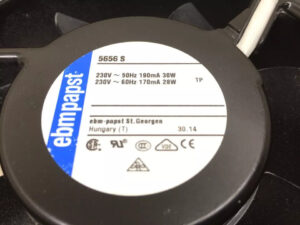 ebmpapst
5656 S
230V ~ 50Hz 190mA 30W
230V ~ 60Hz 170mA 28W
TP
ebm-papst St.Georgen
Hungary (T) 30.14